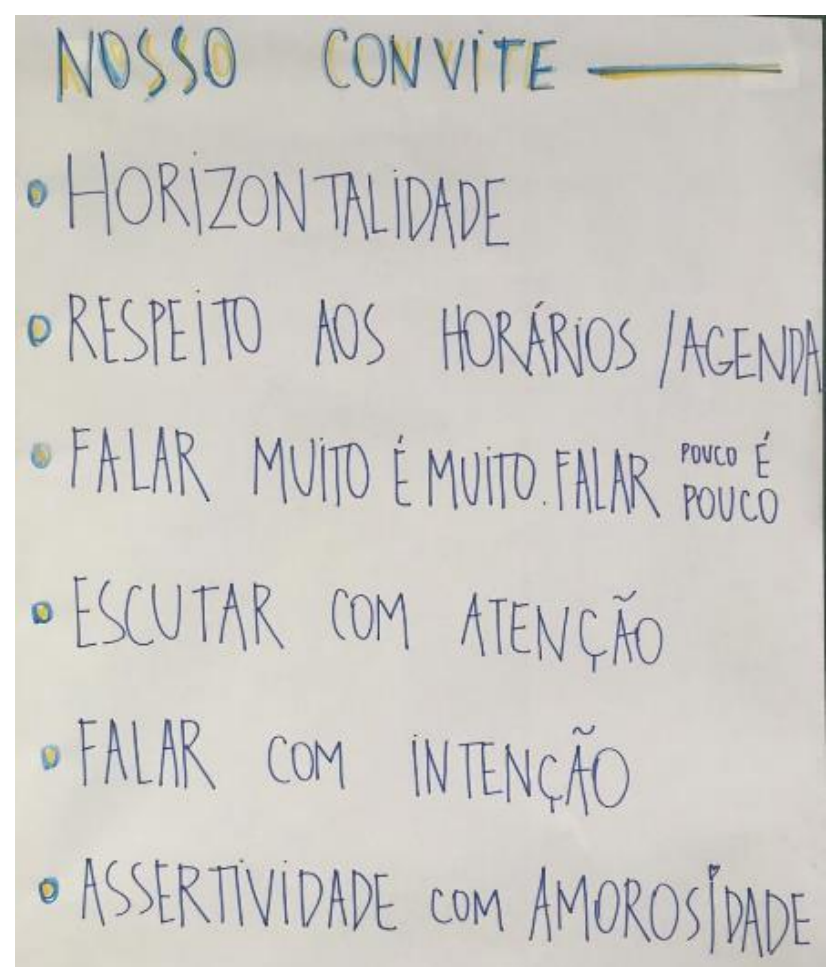 NOSSO CONVITE
• HORIZONTALIDADE
• RESPEITO AOS HORÁRIOS /AGENDA
• FALAR MUITO É MUITO. FALAR POUCO É
POUCO
• ESCUTAR COM ATENÇÃO
• FALAR COM INTENÇÃO
• ASSERTIVIDADE COM AMOROSIDADE